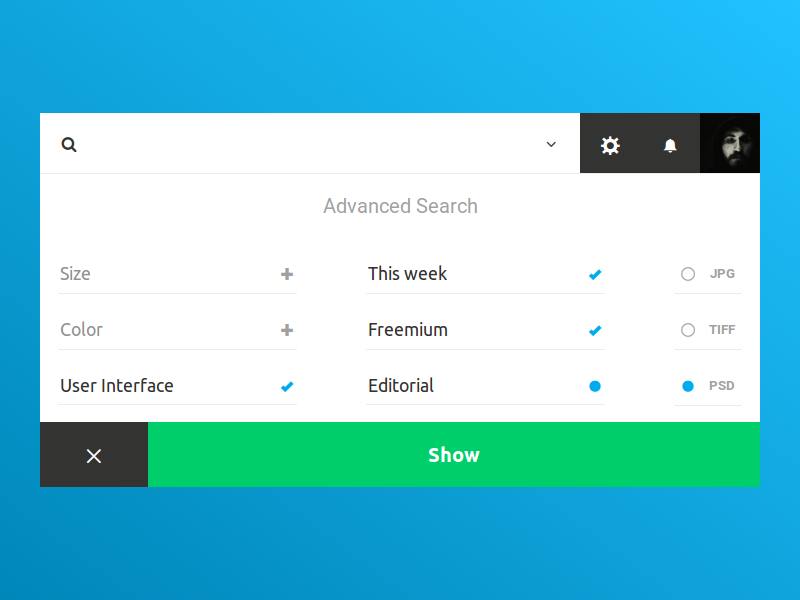 Advanced Search
Size
This week
JPG
Color
Freemium
TIFF
User Interface
Editorial
PSD
Show